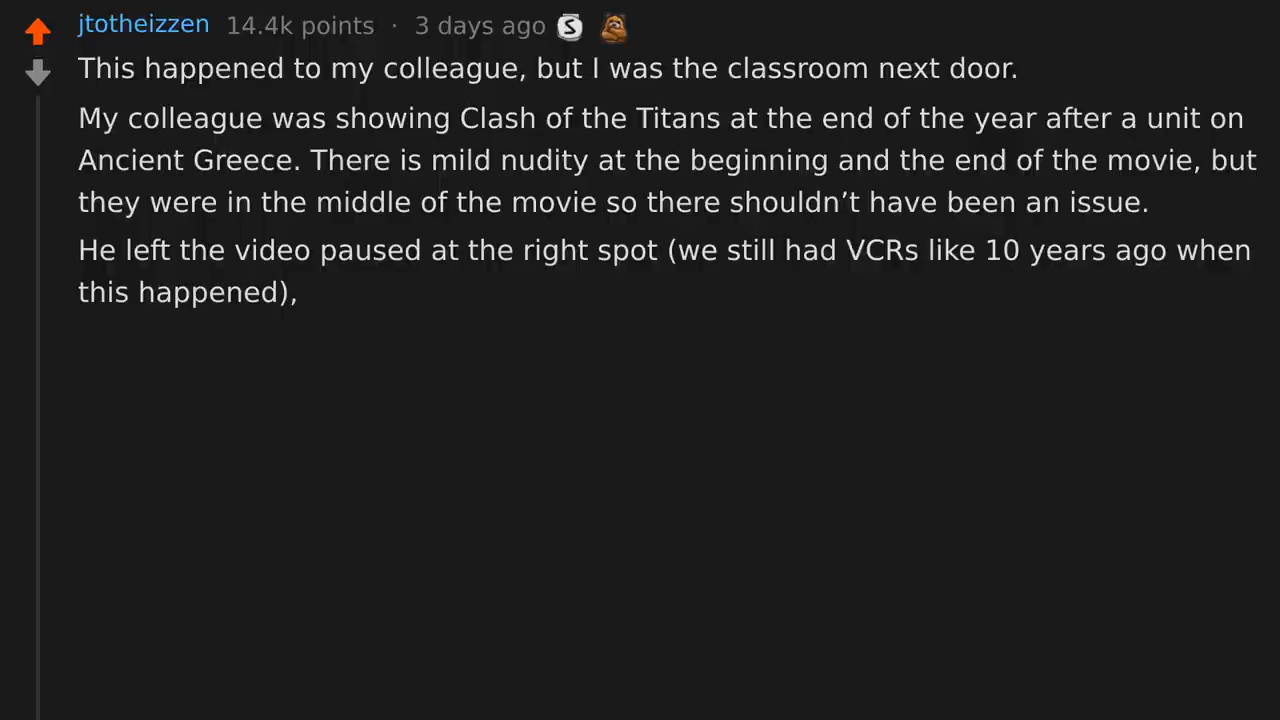 jtotheizzen 14.4k points · 3 days ago S
This happened to my colleague, but I was the classroom next door.
My colleague was showing Clash of the Titans at the end of the year after a unit on
Ancient Greece. There is mild nudity at the beginning and the end of the movie, but
they were in the middle of the movie so there shouldn’t have been an issue.
He left the video paused at the right spot (we still had VCRs like 10 years ago when
this happened),